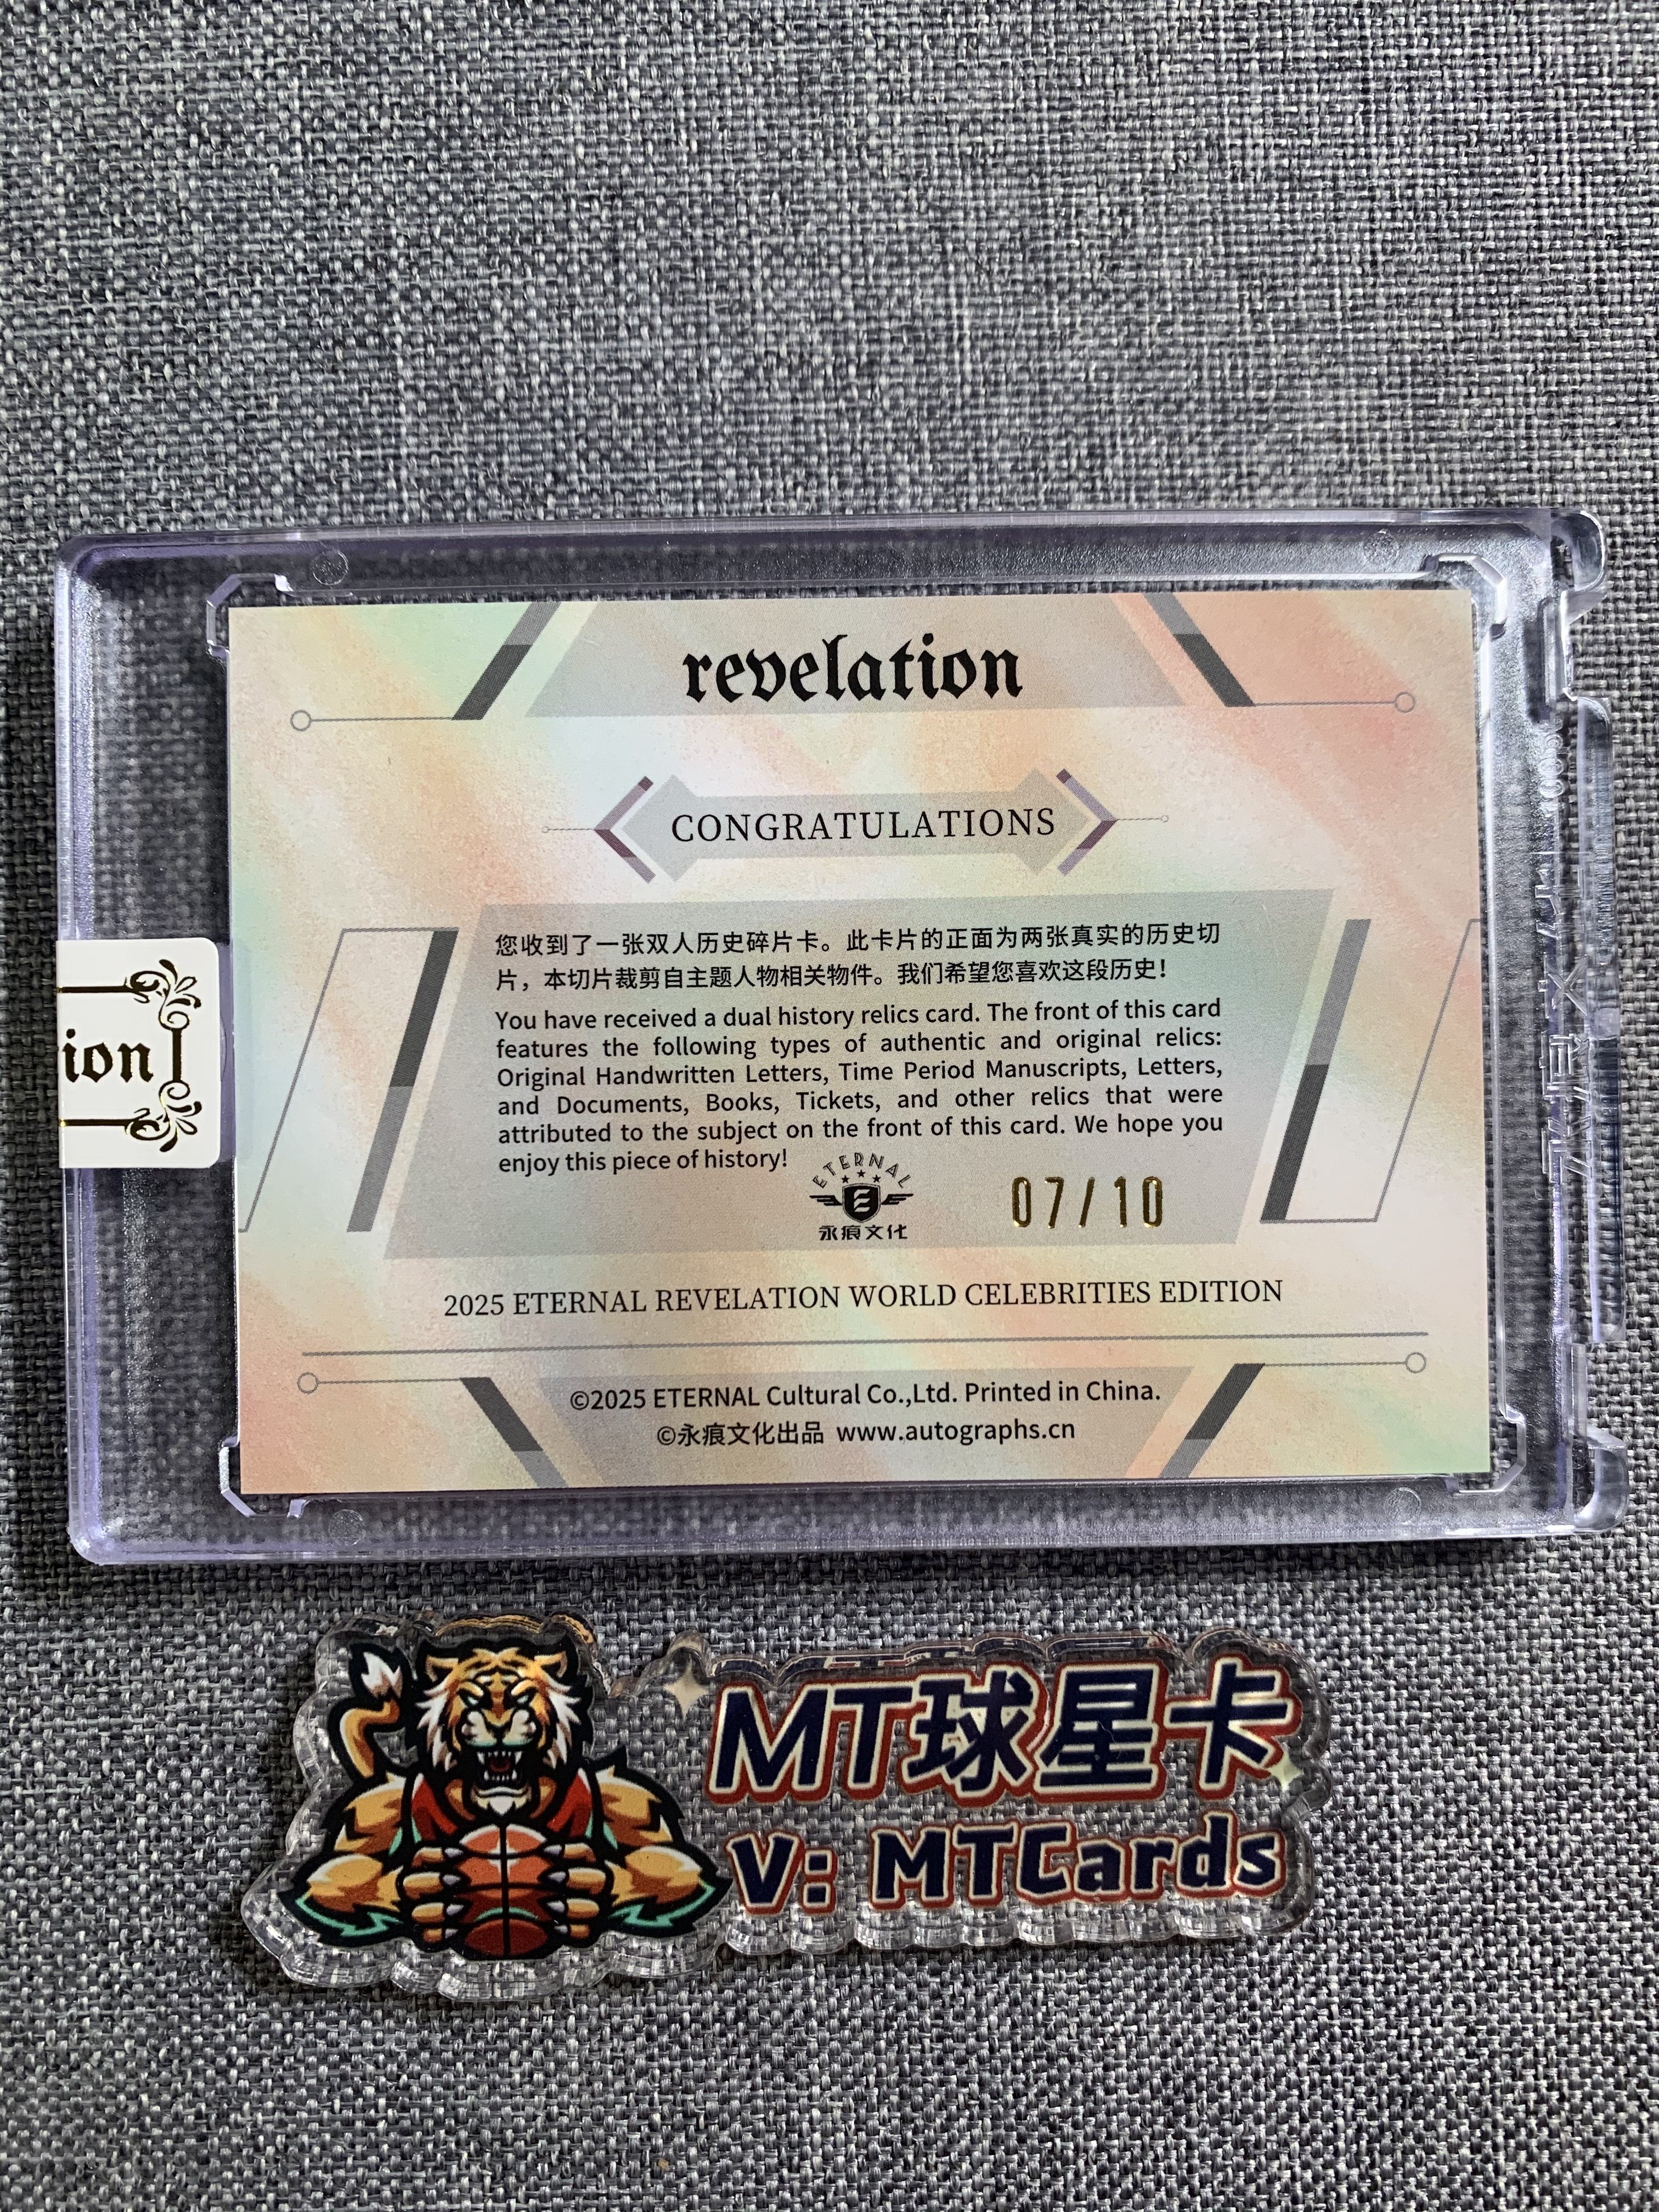 revelation
CONGRATULATIONS
您收到了一张双人历史碎片卡。此卡片的正面为两张真实的历史切
片，本切片裁剪自主题人物相关物件。我们希望您喜欢这段历史！
You have received a dual history relics card. The front of this card
features the following types of authentic and original relics:
Original Handwritten Letters, Time Period Manuscripts, Letters,
and Documents, Books, Tickets, and other relics that were
attributed to the subject on the front of this card. We hope you
enjoy this piece of history!
ETERNAL
永痕文化
07/10
ion
2025 ETERNAL REVELATION WORLD CELEBRITIES EDITION
©2025 ETERNAL Cultural Co.,Ltd. Printed in China.
©永痕文化出品 www.autographs.cn
MT球星卡
V: MTCards